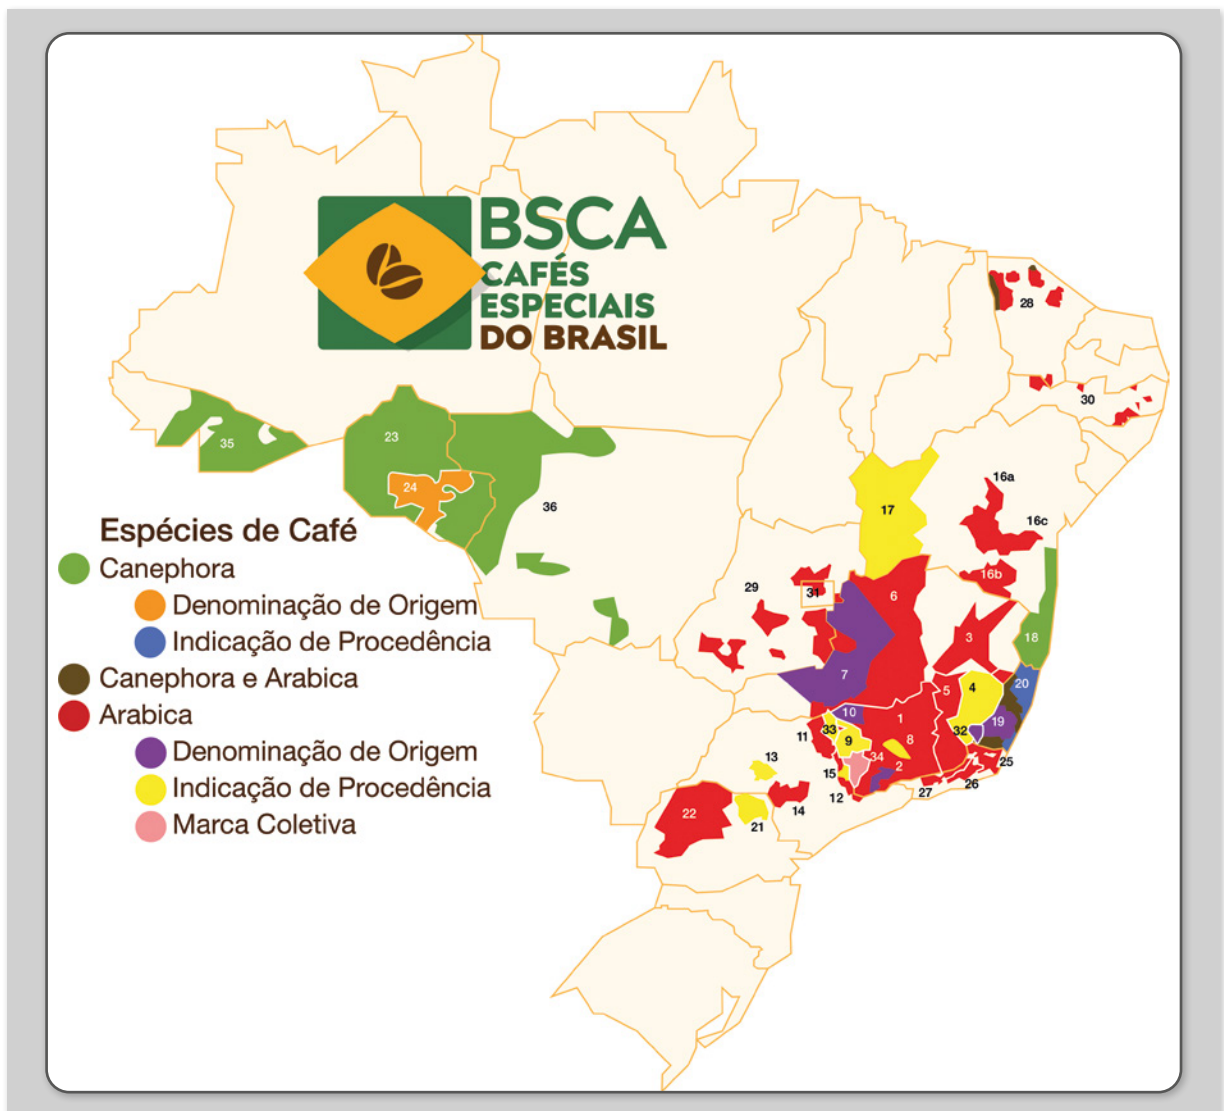 BSCA
CAFÉS
ESPECIAIS
DO BRASIL
28
30
35
23
24
36
17
16a
16c
16b
29
31
6
3
18
7
5
4
20
10
1
19
33
32
11
9
8
34
13
2
25
15
26
12
27
14
22
21
Espécies de Café
Canephora
Denominação de Origem
Indicação de Procedência
Canephora e Arabica
Arabica
Denominação de Origem
Indicação de Procedência
Marca Coletiva